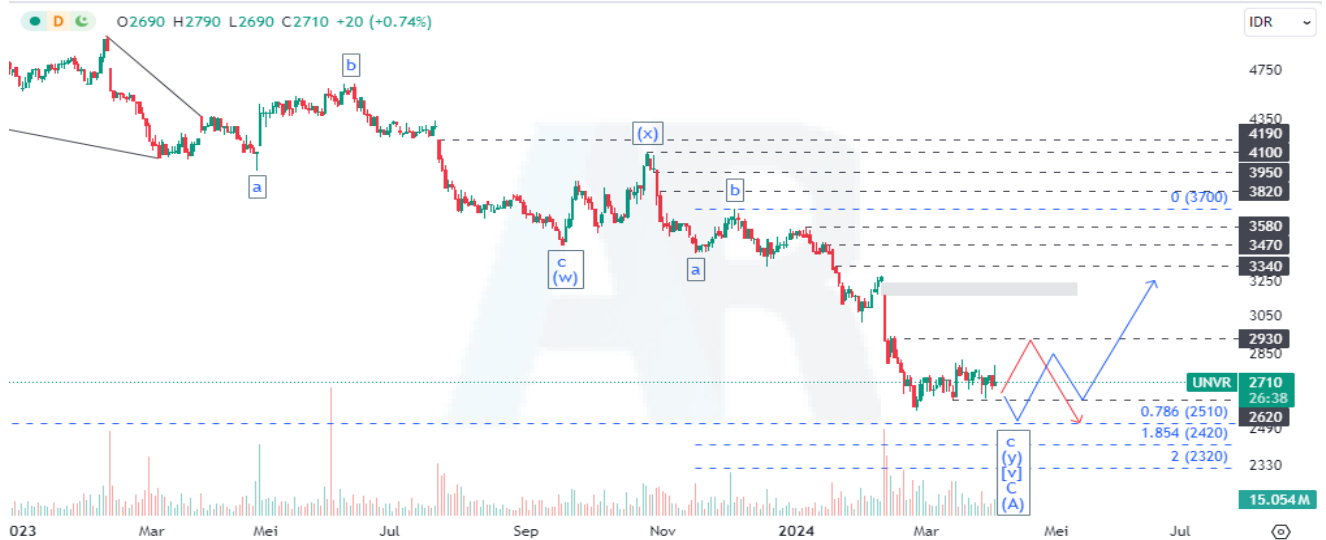 D O2690 H2790 L2690 C2710 +20 (+0.74%)
IDR
4750
4350
4190
4100
3950
3820
0 (3700)
3580
3470
3340
3250
3050
2930
2850
UNVR 2710
26:38
2620
0.786 (2510)
2490
1.854 (2420)
2 (2320)
2330
15.054M
b
a
c
(w)
(x)
a
b
c
(y)
[v]
C
(A)
AR
023 Mar Mei Jul Sep Nov 2024 Mar Mei Jul